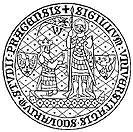 ✝ SIGILLVM · VNIVERSITATIS · SCOLARIVM · STVDII · PRAGENSIS